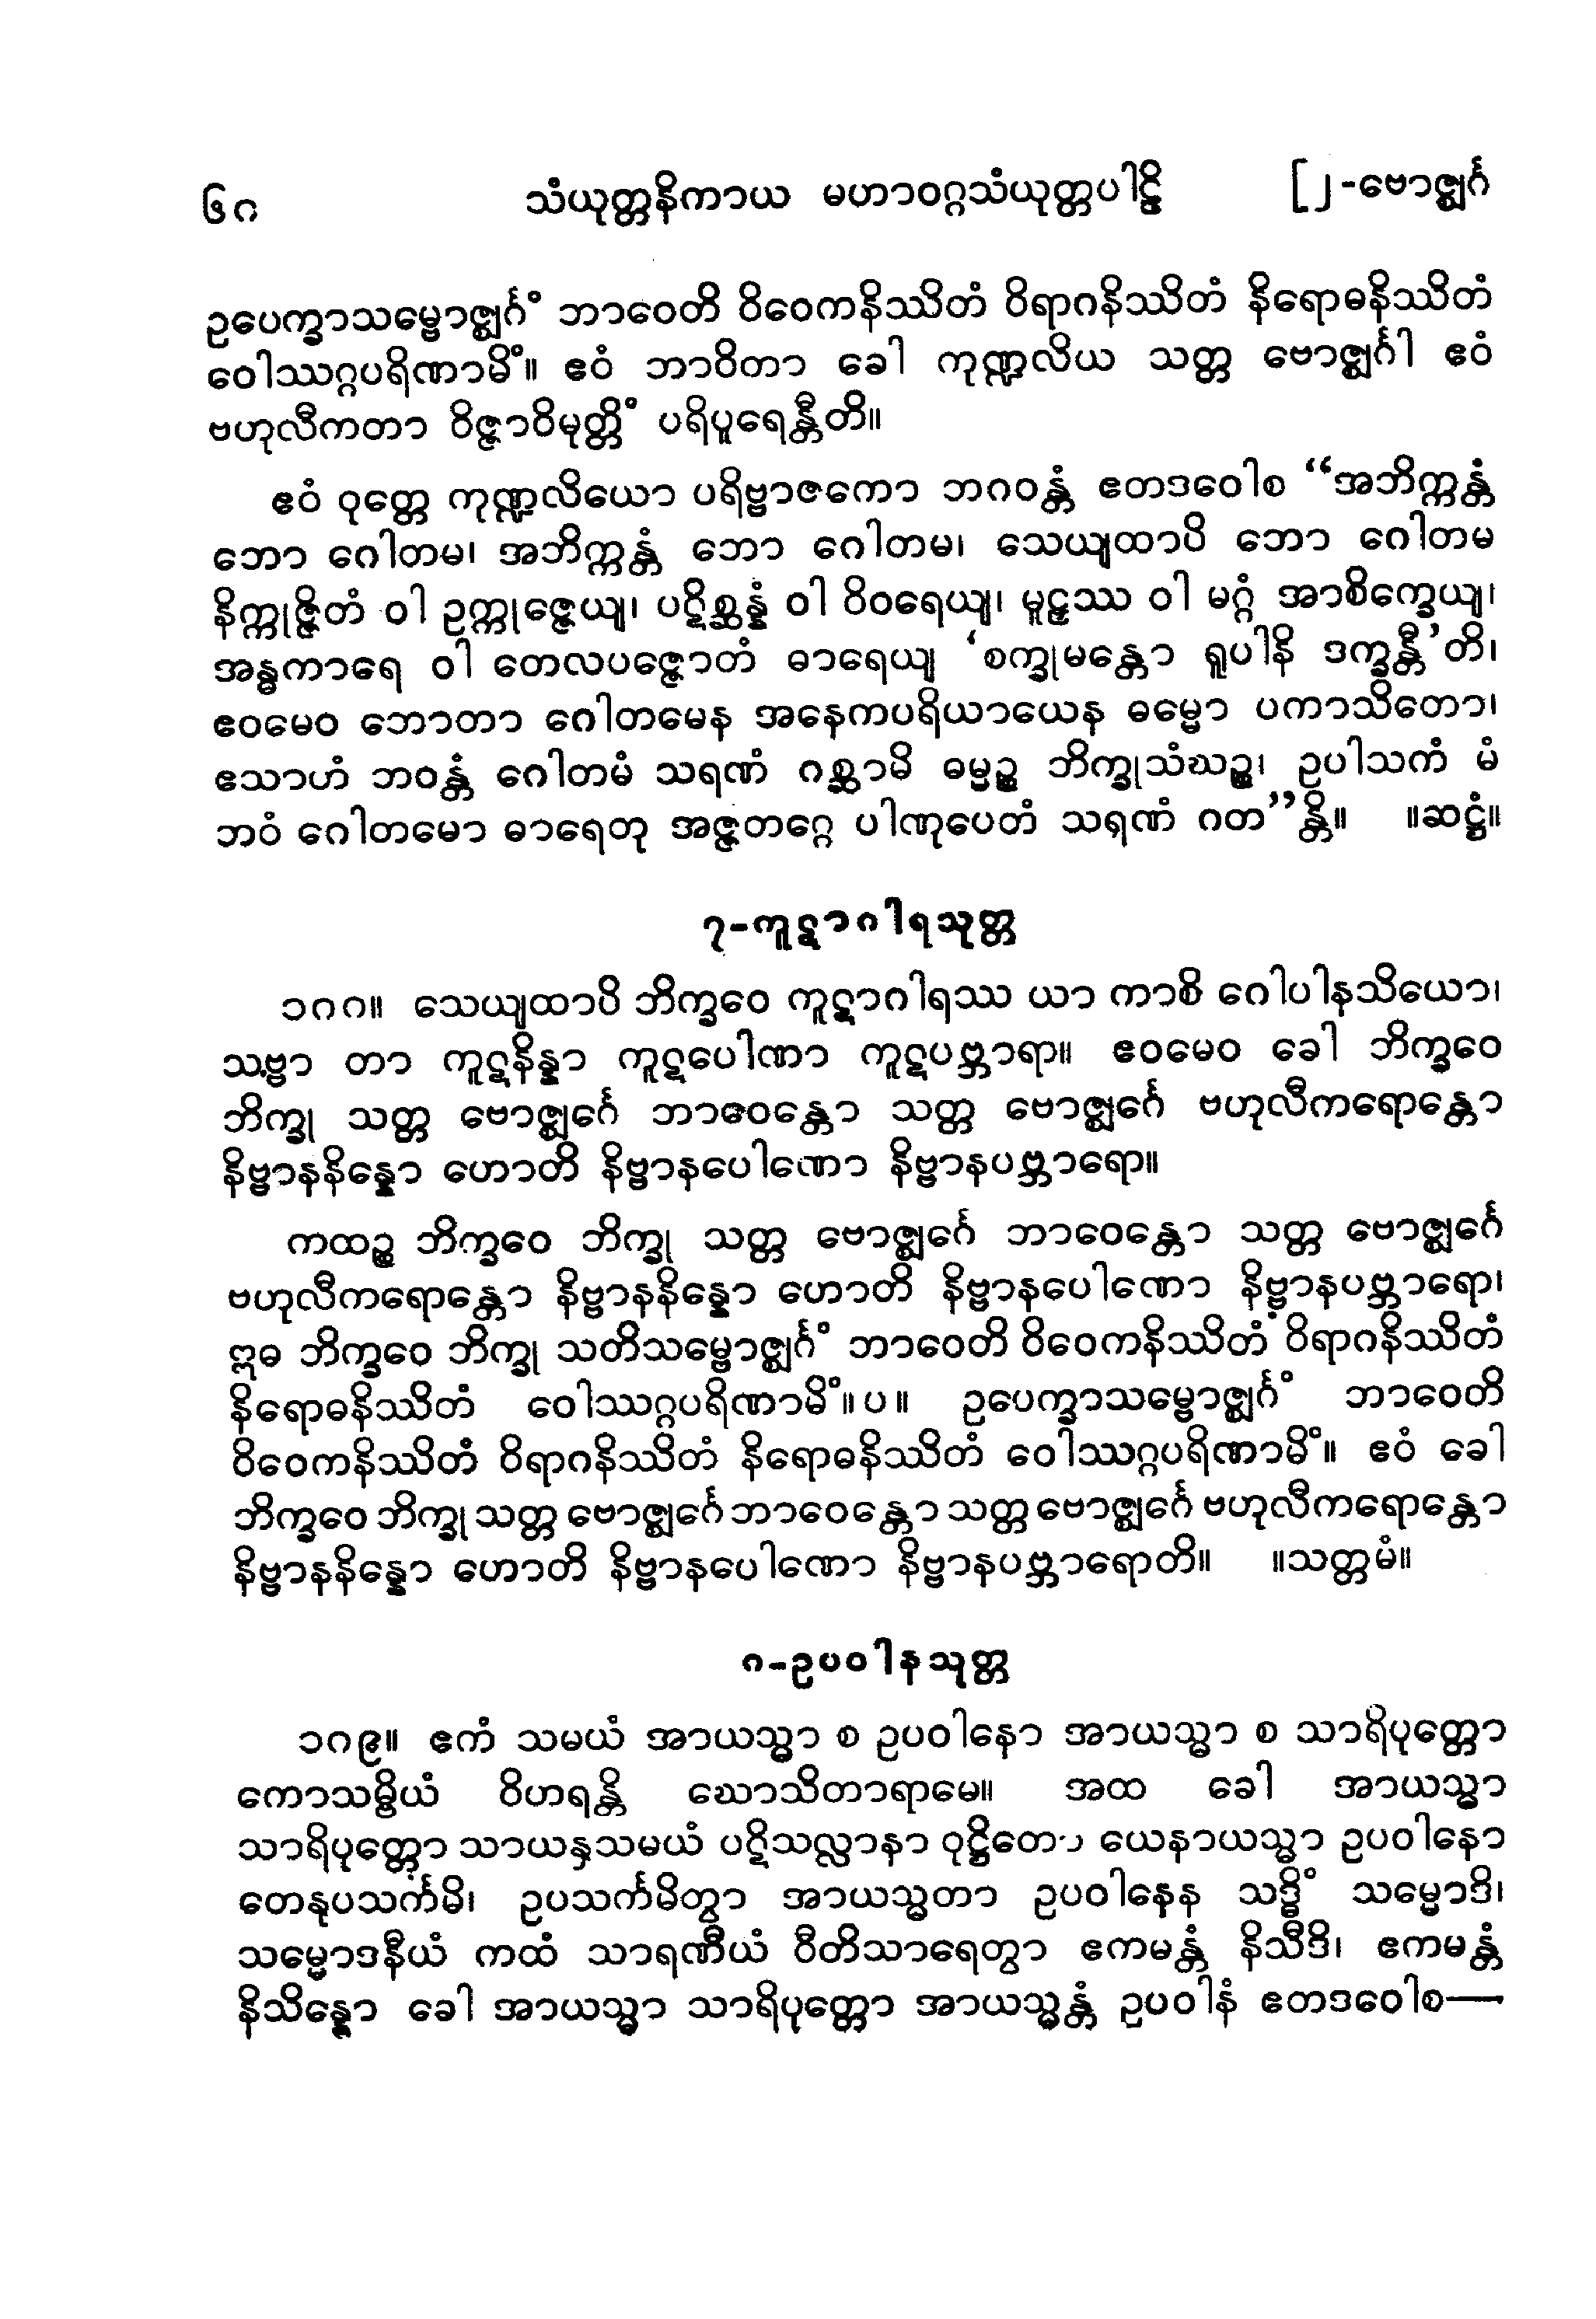 ၆၈ သံယုတ္တနိကာယ မဟာဝဂ္ဂသံယုတ္တပါဠိ [၂-ဗောဇ္ဈင်္ဂ
ဥပေက္ခာသမ္ဗောဇ္ဈင်္ဂံ ဘာဝေတိ ဝိဝေကနိဿိတံ ဝိရာဂနိဿိတံ နိရောဓနိဿိတံ
ဝေါဿဂ္ဂပရိဏာမိံ။ ဧဝံ ဘာဝိတာ ခေါ ကုဏ္ဍလိယ သတ္တ ဗောဇ္ဈင်္ဂါ ဧဝံ
ဗဟုလီကတာ ဝိဇ္ဇာဝိမုတ္တိံ ပရိပူရေန္တီတိ။
ဧဝံ ဝုတ္တေ ကုဏ္ဍလိယော ပရိဗ္ဗာဇကော ဘဂဝန္တံ ဧတဒဝေါစ “အဘိက္ကန္တံ
ဘော ဂေါတမ၊ အဘိက္ကန္တံ ဘော ဂေါတမ၊ သေယျထာပိ ဘော ဂေါတမ
နိက္ကုဇ္ဇိတံ ဝါ ဥက္ကုဇ္ဇေယျ၊ ပဋိစ္ဆန္နံ ဝါ ဝိဝရေယျ၊ မူဠှဿ ဝါ မဂ္ဂံ အာစိက္ခေယျ၊
အန္ဓကာရေ ဝါ တေလပဇ္ဇောတံ ဓာရေယျ ‘စက္ခုမန္တော ရူပါနိ ဒက္ခန္တီ’တိ၊
ဧဝမေဝ ဘောတာ ဂေါတမေန အနေကပရိယာယေန ဓမ္မော ပကာသိတော၊
ဧသာဟံ ဘဝန္တံ ဂေါတမံ သရဏံ ဂစ္ဆာမိ ဓမ္မဉ္စ ဘိက္ခုသံဃဉ္စ၊ ဥပါသကံ မံ
ဘဝံ ဂေါတမော ဓာရေတု အဇ္ဇတဂ္ဂေ ပါဏုပေတံ သရဏံ ဂတ”န္တိ။ ။ဆဋ္ဌံ။
၇-ကူဋာဂါရသုတ္တ
၁၈၈။ သေယျထာပိ ဘိက္ခဝေ ကူဋာဂါရဿ ယာ ကာစိ ဂေါပါနသိယော၊
သဗ္ဗာ တာ ကူဋနိန္နာ ကူဋပေါဏာ ကူဋပဗ္ဘာရာ။ ဧဝမေဝ ခေါ ဘိက္ခဝေ
ဘိက္ခု သတ္တ ဗောဇ္ဈင်္ဂေ ဘာဝေန္တော သတ္တ ဗောဇ္ဈင်္ဂေ ဗဟုလီကရောန္တော
နိဗ္ဗာနနိန္နော ဟောတိ နိဗ္ဗာနပေါဏော နိဗ္ဗာနပဗ္ဘာရော။
ကထဉ္စ ဘိက္ခဝေ ဘိက္ခု သတ္တ ဗောဇ္ဈင်္ဂေ ဘာဝေန္တော သတ္တ ဗောဇ္ဈင်္ဂေ
ဗဟုလီကရောန္တော နိဗ္ဗာနနိန္နော ဟောတိ နိဗ္ဗာနပေါဏော နိဗ္ဗာနပဗ္ဘာရော၊
ဣဓ ဘိက္ခဝေ ဘိက္ခု သတိသမ္ဗောဇ္ဈင်္ဂံ ဘာဝေတိ ဝိဝေကနိဿိတံ ဝိရာဂနိဿိတံ
နိရောဓနိဿိတံ ဝေါဿဂ္ဂပရိဏာမိံ။ပ။ ဥပေက္ခာသမ္ဗောဇ္ဈင်္ဂံ ဘာဝေတိ
ဝိဝေကနိဿိတံ ဝိရာဂနိဿိတံ နိရောဓနိဿိတံ ဝေါဿဂ္ဂပရိဏာမိံ။ ဧဝံ ခေါ
ဘိက္ခဝေ ဘိက္ခု သတ္တ ဗောဇ္ဈင်္ဂေ ဘာဝေန္တော သတ္တ ဗောဇ္ဈင်္ဂေ ဗဟုလီကရောန္တော
နိဗ္ဗာနနိန္နော ဟောတိ နိဗ္ဗာနပေါဏော နိဗ္ဗာနပဗ္ဘာရောတိ။ ။သတ္တမံ။
၈-ဥပဝါနသုတ္တ
၁၈၉။ ဧကံ သမယံ အာယသ္မာ စ ဥပဝါနော အာယသ္မာ စ သာရိပုတ္တော
ကောသမ္ဗိယံ ဝိဟရန္တိ ဃောသိတာရာမေ။ အထ ခေါ အာယသ္မာ
သာရိပုတ္တော သာယနှသမယံ ပဋိသလ္လာနာ ဝုဋ္ဌိတော ယေနာယသ္မာ ဥပဝါနော
တေနုပသင်္ကမိ၊ ဥပသင်္ကမိတွာ အာယသ္မတာ ဥပဝါနေန သဒ္ဓိံ သမ္မောဒိ၊
သမ္မောဒနီယံ ကထံ သာရဏီယံ ဝီတိသာရေတွာ ဧကမန္တံ နိသီဒိ၊ ဧကမန္တံ
နိသိန္နော ခေါ အာယသ္မာ သာရိပုတ္တော အာယသ္မန္တံ ဥပဝါနံ ဧတဒဝေါစ—